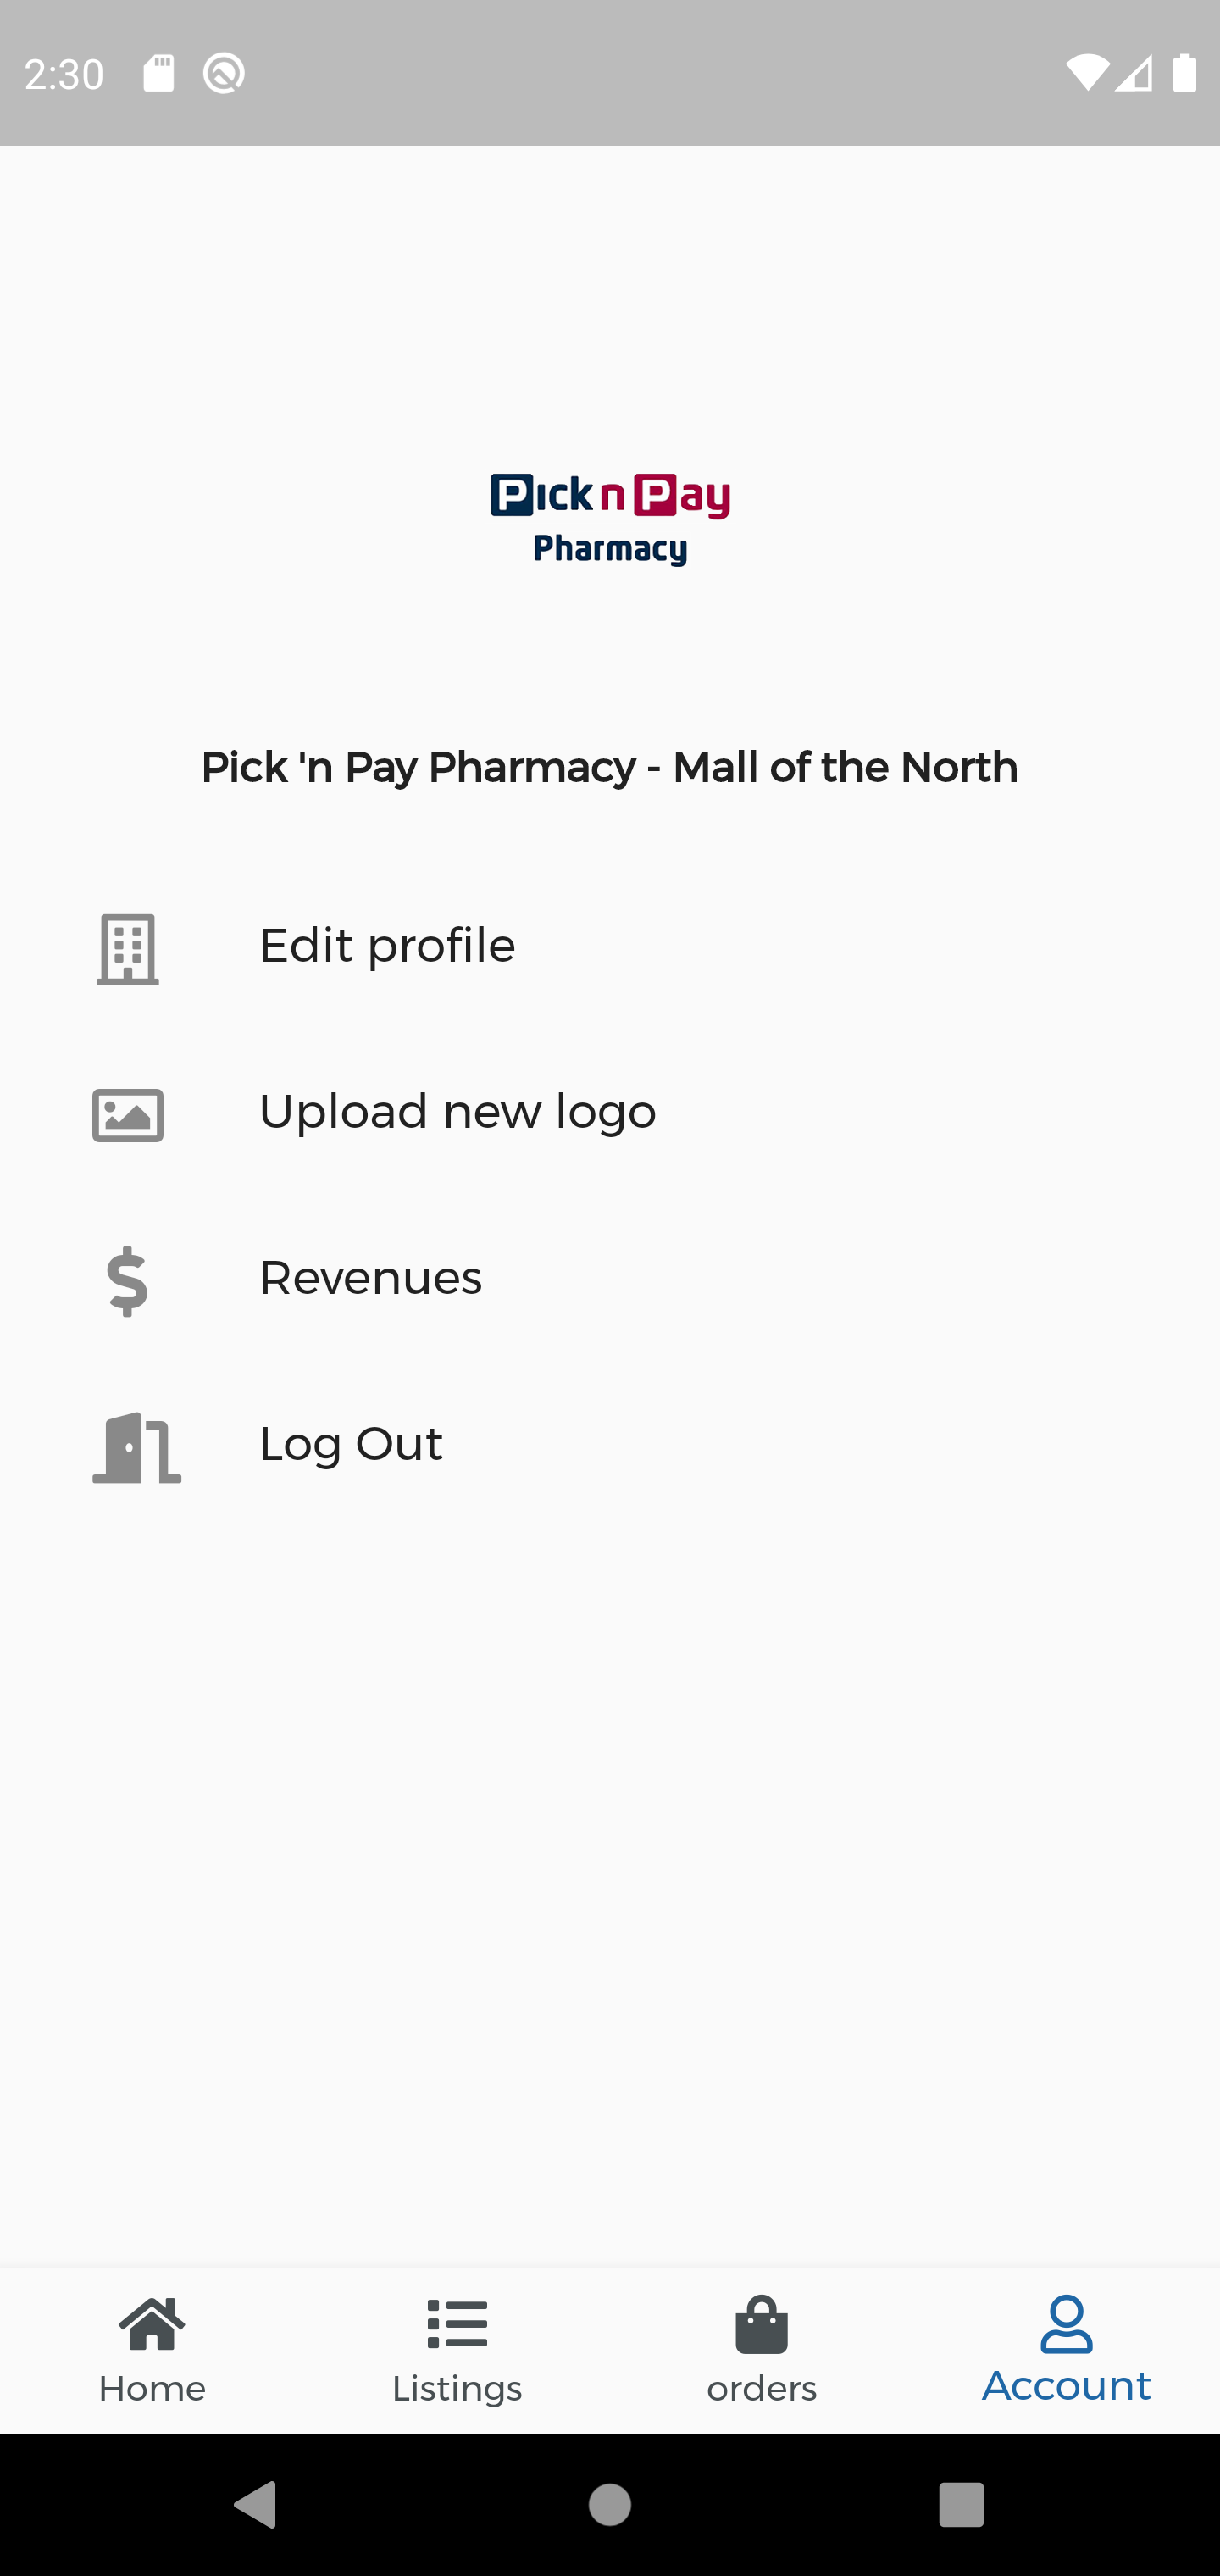 2:30
Pick n Pay
Pharmacy
Pick 'n Pay Pharmacy - Mall of the North
Edit profile
Upload new logo
Revenues
Log Out
Home
Listings
orders
Account